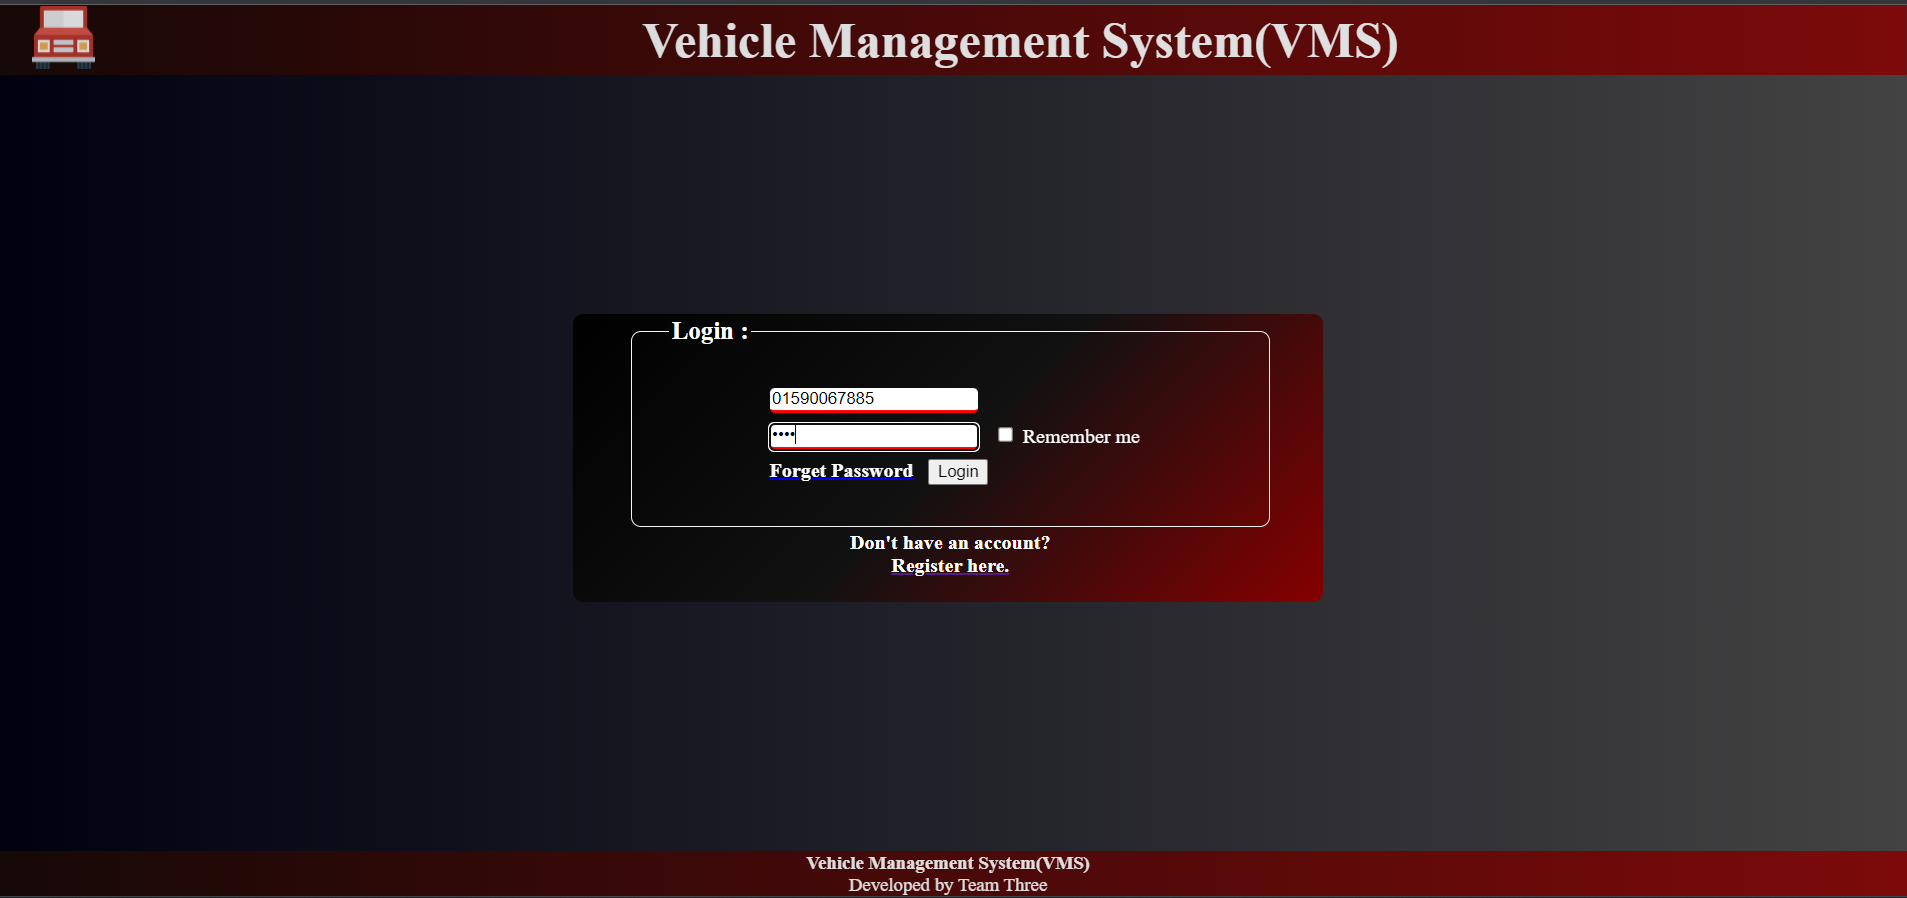 Vehicle Management System(VMS)
Login :
01590067885
••••
Remember me
Forget Password Login
Don't have an account?
Register here.
Vehicle Management System(VMS)
Developed by Team Three